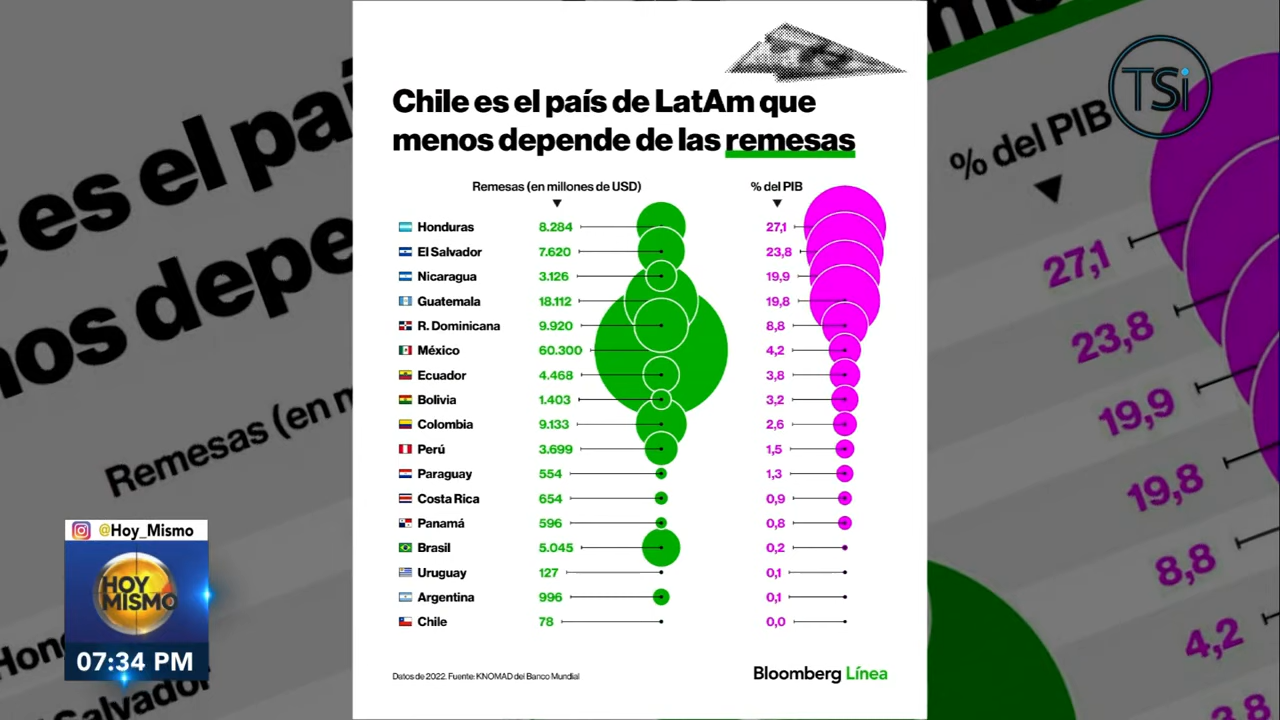 Chile es el país de LatAm que
menos depende de las remesas
Remesas (en millones de USD) % del PIB
Honduras 8.284 27,1
El Salvador 7.620 23,8
Nicaragua 3.126 19,9
Guatemala 18.112 19,8
R. Dominicana 9.920 8,8
México 60.300 4,2
Ecuador 4.468 3,8
Bolivia 1.403 3,2
Colombia 9.133 2,6
Perú 3.699 1,5
Paraguay 554 1,3
Costa Rica 654 0,9
Panamá 596 0,8
Brasil 5.045 0,2
Uruguay 127 0,1
Argentina 996 0,1
Chile 78 0,0
Datos de 2022. Fuente: KNOMAD del Banco Mundial
Bloomberg Línea
TSi
@Hoy_Mismo
HOY
MISMO
07:34 PM
e es el pa
nos depe
Remesas (en m
Hon
Salvador
% del PIB
27,1
23,8
19,9
19,8
8,8
4,2
3,8